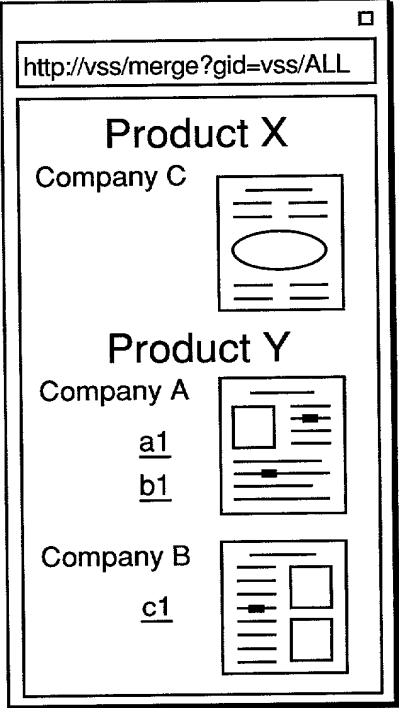 http://vss/merge?gid=vss/ALL
Product X
Company C
Product Y
Company A
a1
b1
Company B
c1